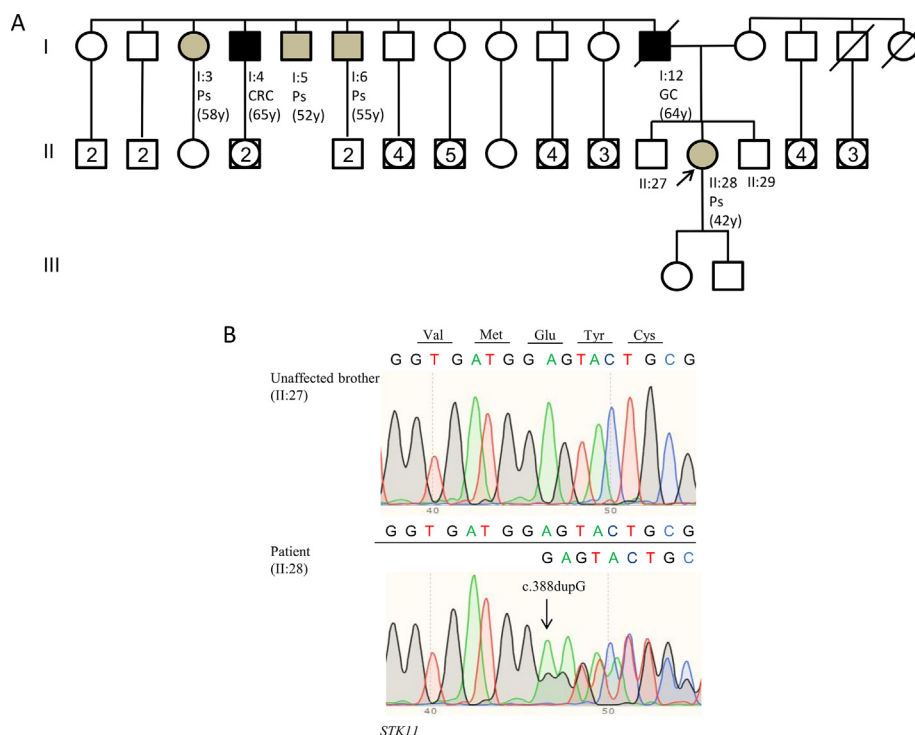 A
I
I:3
Ps
(58y)
I:4
CRC
(65y)
I:5
Ps
(52y)
I:6
Ps
(55y)
I:12
GC
(64y)
II
2
2
2
2
4
5
4
3
4
3
II:27
II:28
Ps
(42y)
II:29
III
B
Val Met Glu Tyr Cys
G G T G A T G G A G T A C T G C G
Unaffected brother
(II:27)
40 50
G G T G A T G G A G T A C T G C G
Patient
(II:28)
G A G T A C T G C
c.388dupG
40 50
STK11